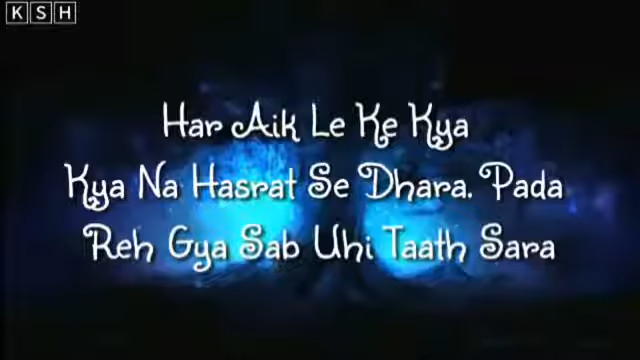 KSH
Har Aik Le Ke Kya
Kya Na Hasrat Se Dhara. Pada
Reh Gya Sab Uhi Taath Sara